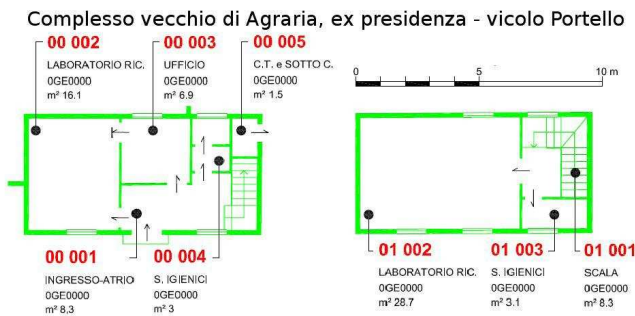 Complesso vecchio di Agraria, ex presidenza - vicolo Portello
00 002
LABORATORIO RIC.
0GE0000
m² 16.1
00 003
UFFICIO
0GE0000
m² 6.9
00 005
C.T. e SOTTO C.
0GE0000
m² 1.5
0 5 10 m
00 001
INGRESSO-ATRIO
0GE0000
m² 8,3
00 004
S. IGIENICI
0GE0000
m² 3
01 002
LABORATORIO RIC.
0GE0000
m² 28.7
01 003
S. IGIENICI
0GE0000
m² 3.1
01 001
SCALA
0GE0000
m² 8.3